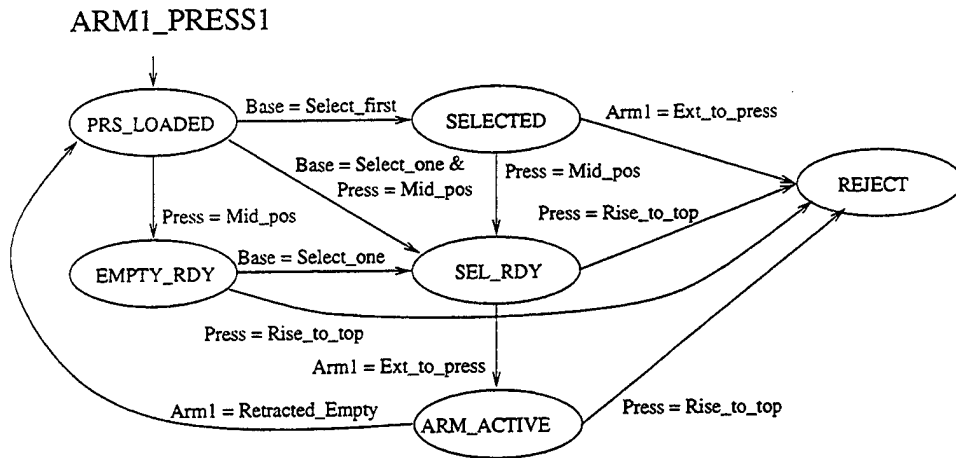 ARM1_PRESS1
Base = Select_first
Arm1 = Ext_to_press
PRS_LOADED
SELECTED
Base = Select_one &
Press = Mid_pos
Press = Mid_pos
REJECT
Press = Mid_pos
Press = Rise_to_top
EMPTY_RDY
Base = Select_one
SEL_RDY
Press = Rise_to_top
Arm1 = Ext_to_press
Arm1 = Retracted_Empty
ARM_ACTIVE
Press = Rise_to_top